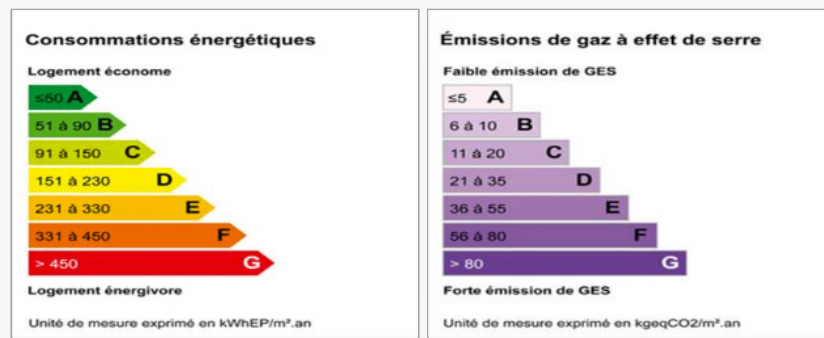 Consommations énergétiques
Logement économe
≤50 A
51 à 90 B
91 à 150 C
151 à 230 D
231 à 330 E
331 à 450 F
> 450 G
Logement énergivore
Unité de mesure exprimé en kWhEP/m².an
Émissions de gaz à effet de serre
Faible émission de GES
≤5 A
6 à 10 B
11 à 20 C
21 à 35 D
36 à 55 E
56 à 80 F
> 80 G
Forte émission de GES
Unité de mesure exprimé en kgeqCO2/m².an